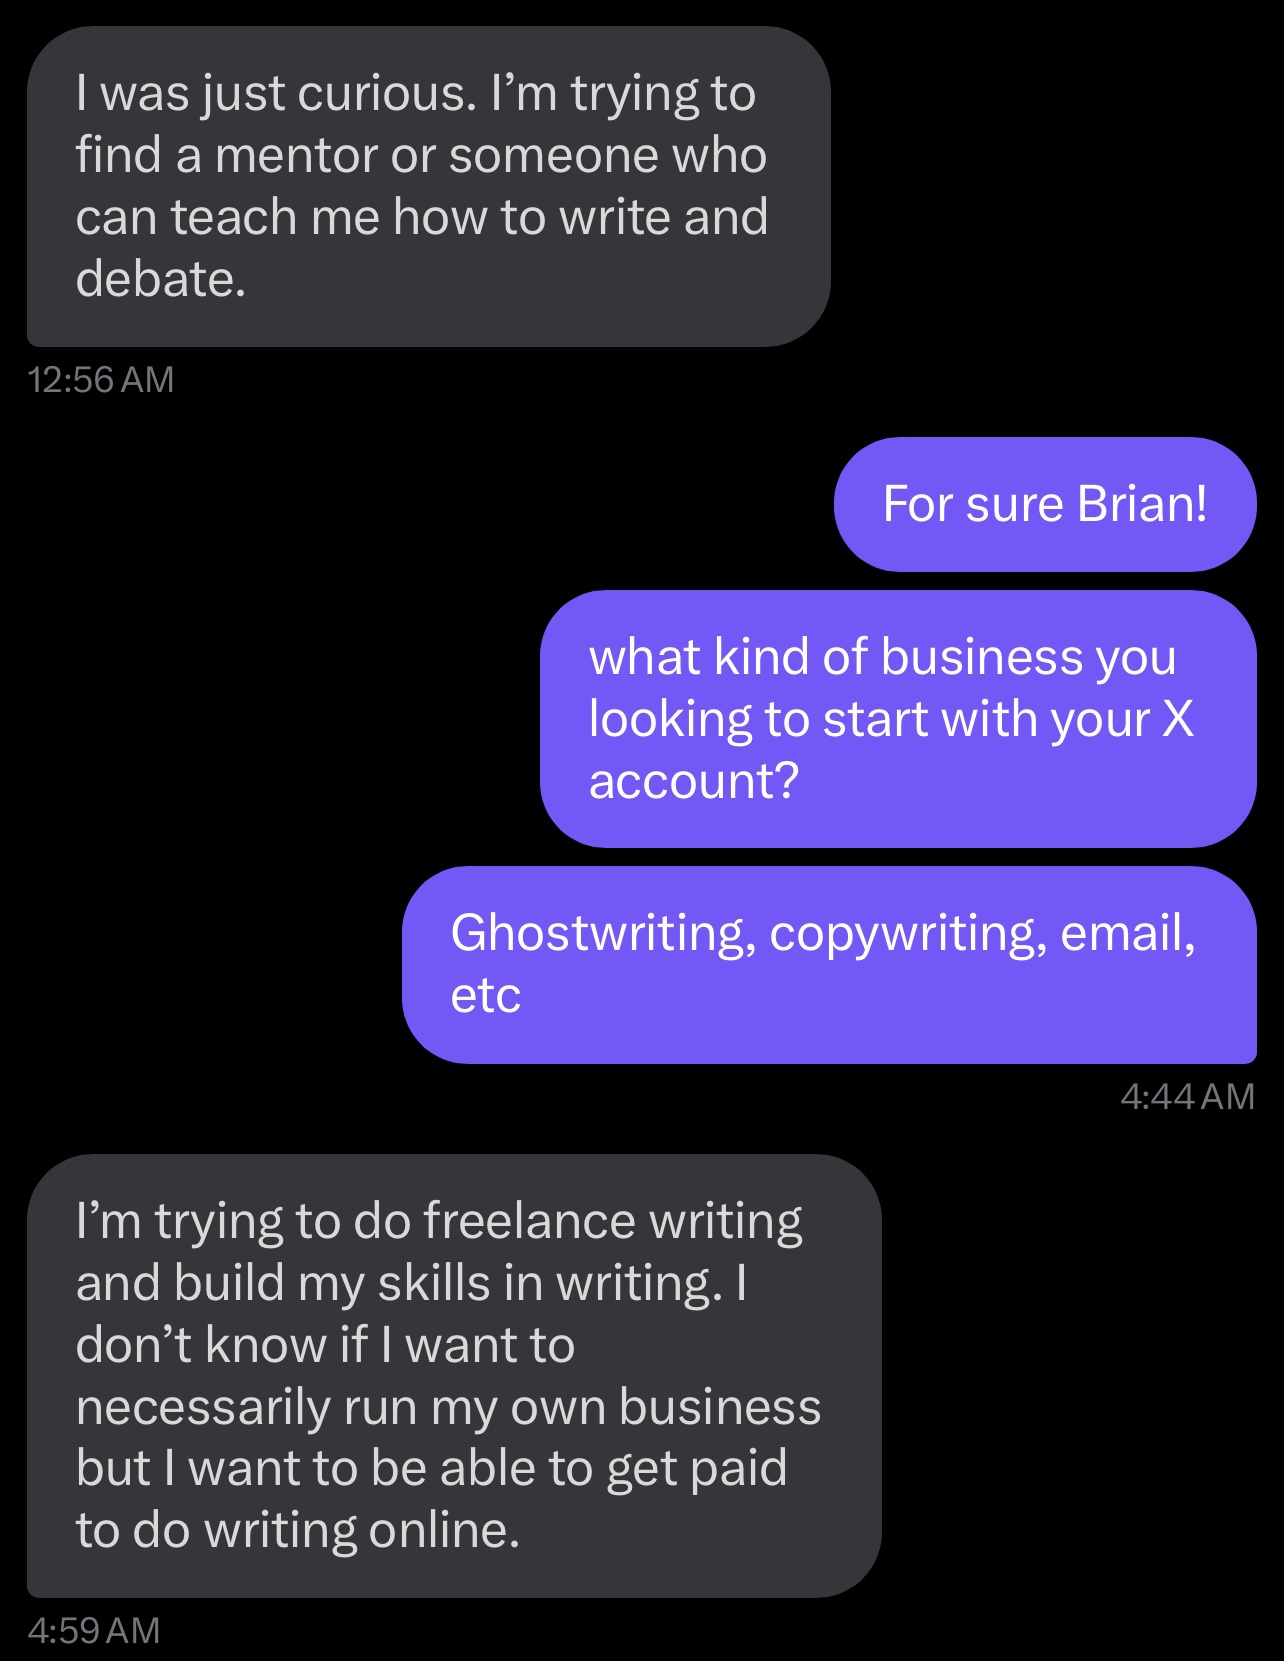 I was just curious. I’m trying to
find a mentor or someone who
can teach me how to write and
debate.
12:56 AM
For sure Brian!
what kind of business you
looking to start with your X
account?
Ghostwriting, copywriting, email,
etc
4:44 AM
I’m trying to do freelance writing
and build my skills in writing. I
don’t know if I want to
necessarily run my own business
but I want to be able to get paid
to do writing online.
4:59 AM